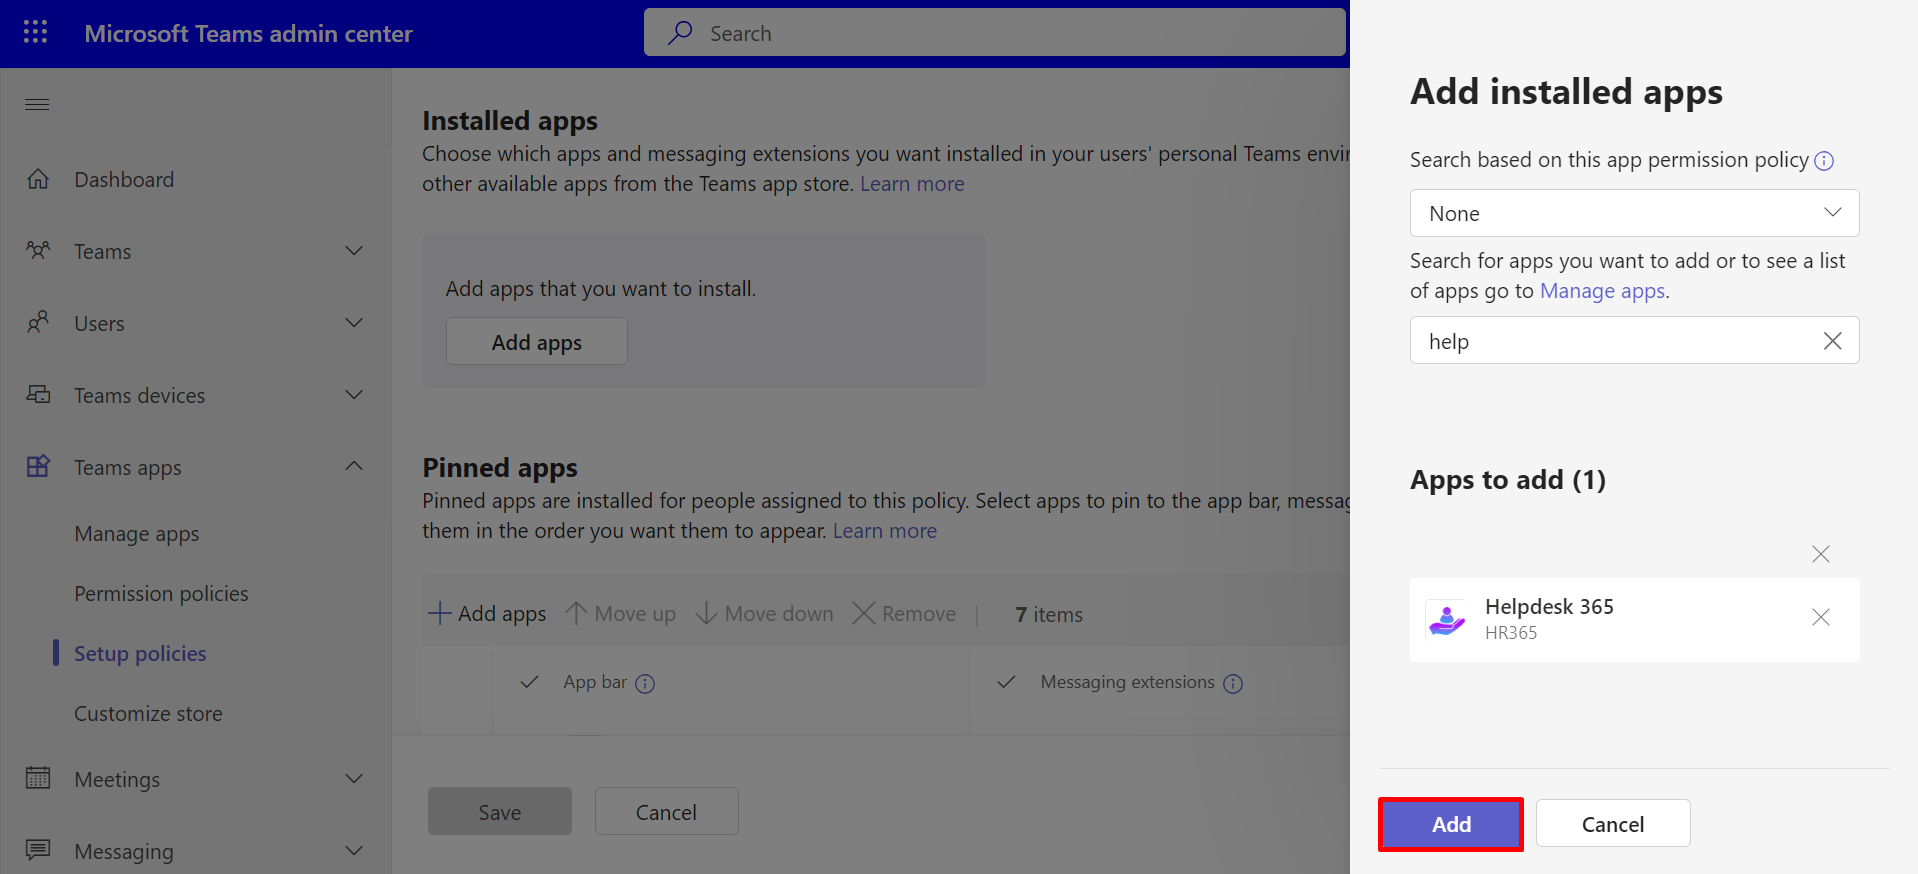 Microsoft Teams admin center
Search
Dashboard
Teams
Users
Teams devices
Teams apps
Manage apps
Permission policies
Setup policies
Customize store
Meetings
Messaging
Installed apps
Choose which apps and messaging extensions you want installed in your users' personal Teams envir
other available apps from the Teams app store. Learn more
Add apps that you want to install.
Add apps
Pinned apps
Pinned apps are installed for people assigned to this policy. Select apps to pin to the app bar, messag
them in the order you want them to appear. Learn more
Add apps Move up Move down Remove 7 items
App bar Messaging extensions
Save Cancel
Add installed apps
Search based on this app permission policy
None
Search for apps you want to add or to see a list
of apps go to Manage apps.
help
Apps to add (1)
Helpdesk 365
HR365
Add Cancel